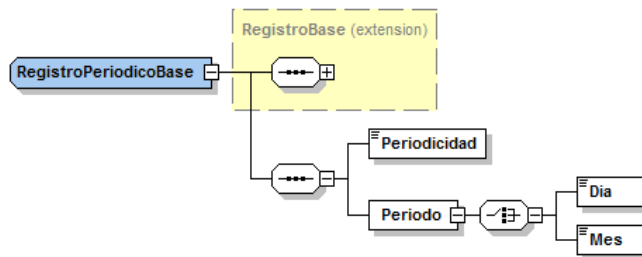 RegistroBase (extension)
RegistroPeriodicoBase
Periodicidad
Periodo
Dia
Mes